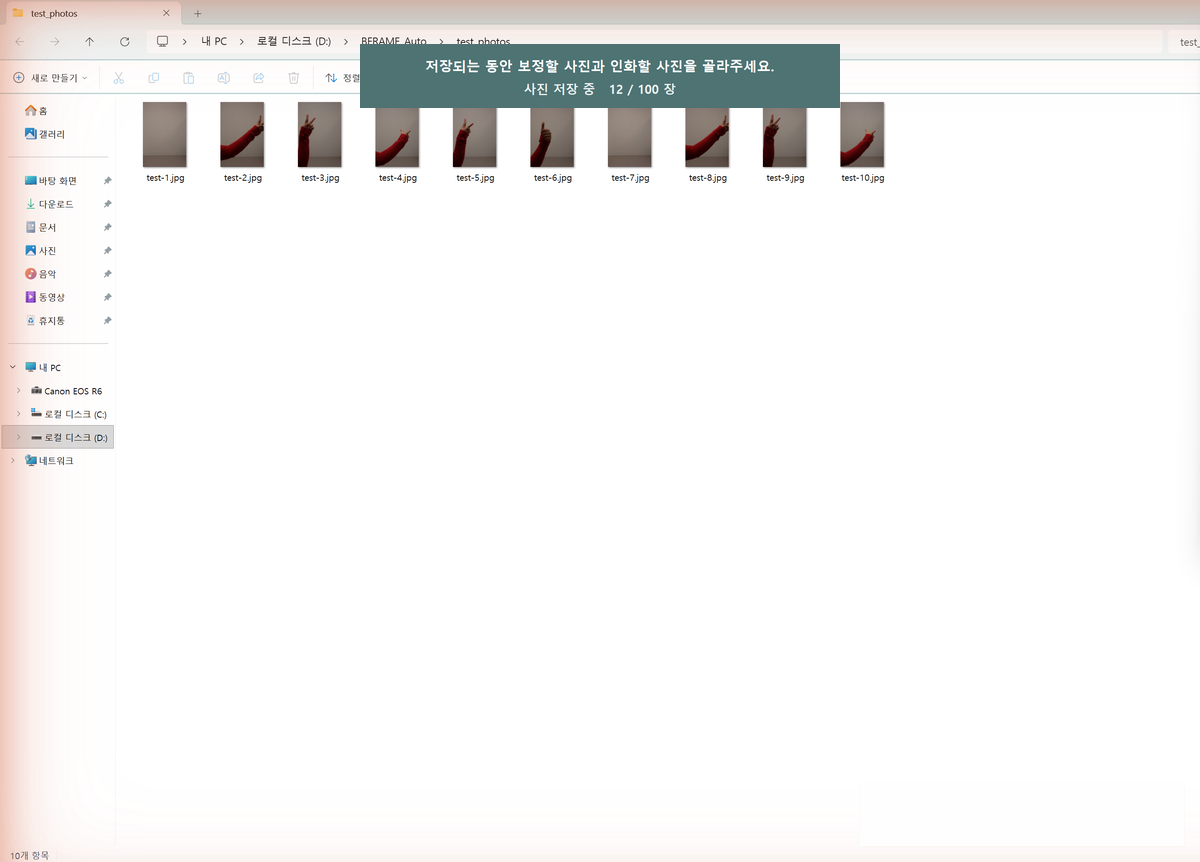 test_photos
내 PC
로컬 디스크 (D:)
BFRAME_Auto
test_photos
test_
새로 만들기
정렬
저장되는 동안 보정할 사진과 인화할 사진을 골라주세요.
사진 저장 중 12 / 100 장
홈
갤러리
바탕 화면
다운로드
문서
사진
음악
동영상
휴지통
내 PC
Canon EOS R6
로컬 디스크 (C:)
로컬 디스크 (D:)
네트워크
test-1.jpg
test-2.jpg
test-3.jpg
test-4.jpg
test-5.jpg
test-6.jpg
test-7.jpg
test-8.jpg
test-9.jpg
test-10.jpg
10개 항목